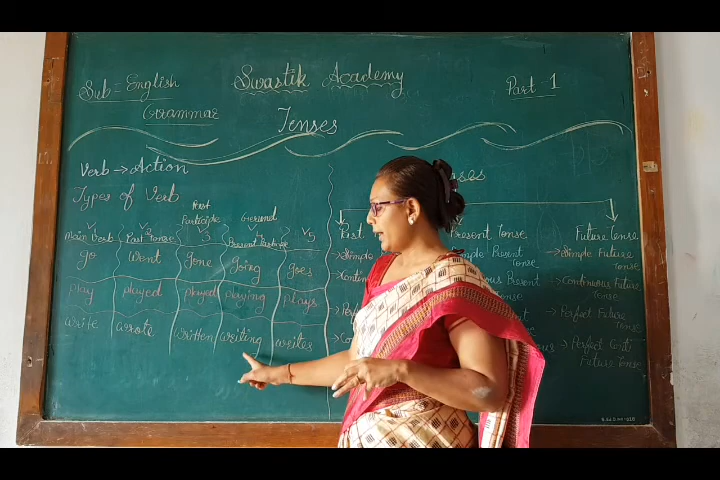 Sub = English
Grammar
Swastik Academy
Part - 1
Tenses
Verb → Action
Types of Verb
Main Verb
Past Tense
Past Participle
Gerund
Present Participle
V5
go went gone going goes
play played played playing plays
write wrote written writing writes
Past
Present Tense
Future Tense
→ Simple
Simple Present
Tense
→ Simple Future
Tense
→ Continuous Future
Tense
→ Perfect Future
Tense
→ Perfect Conti
Future Tense